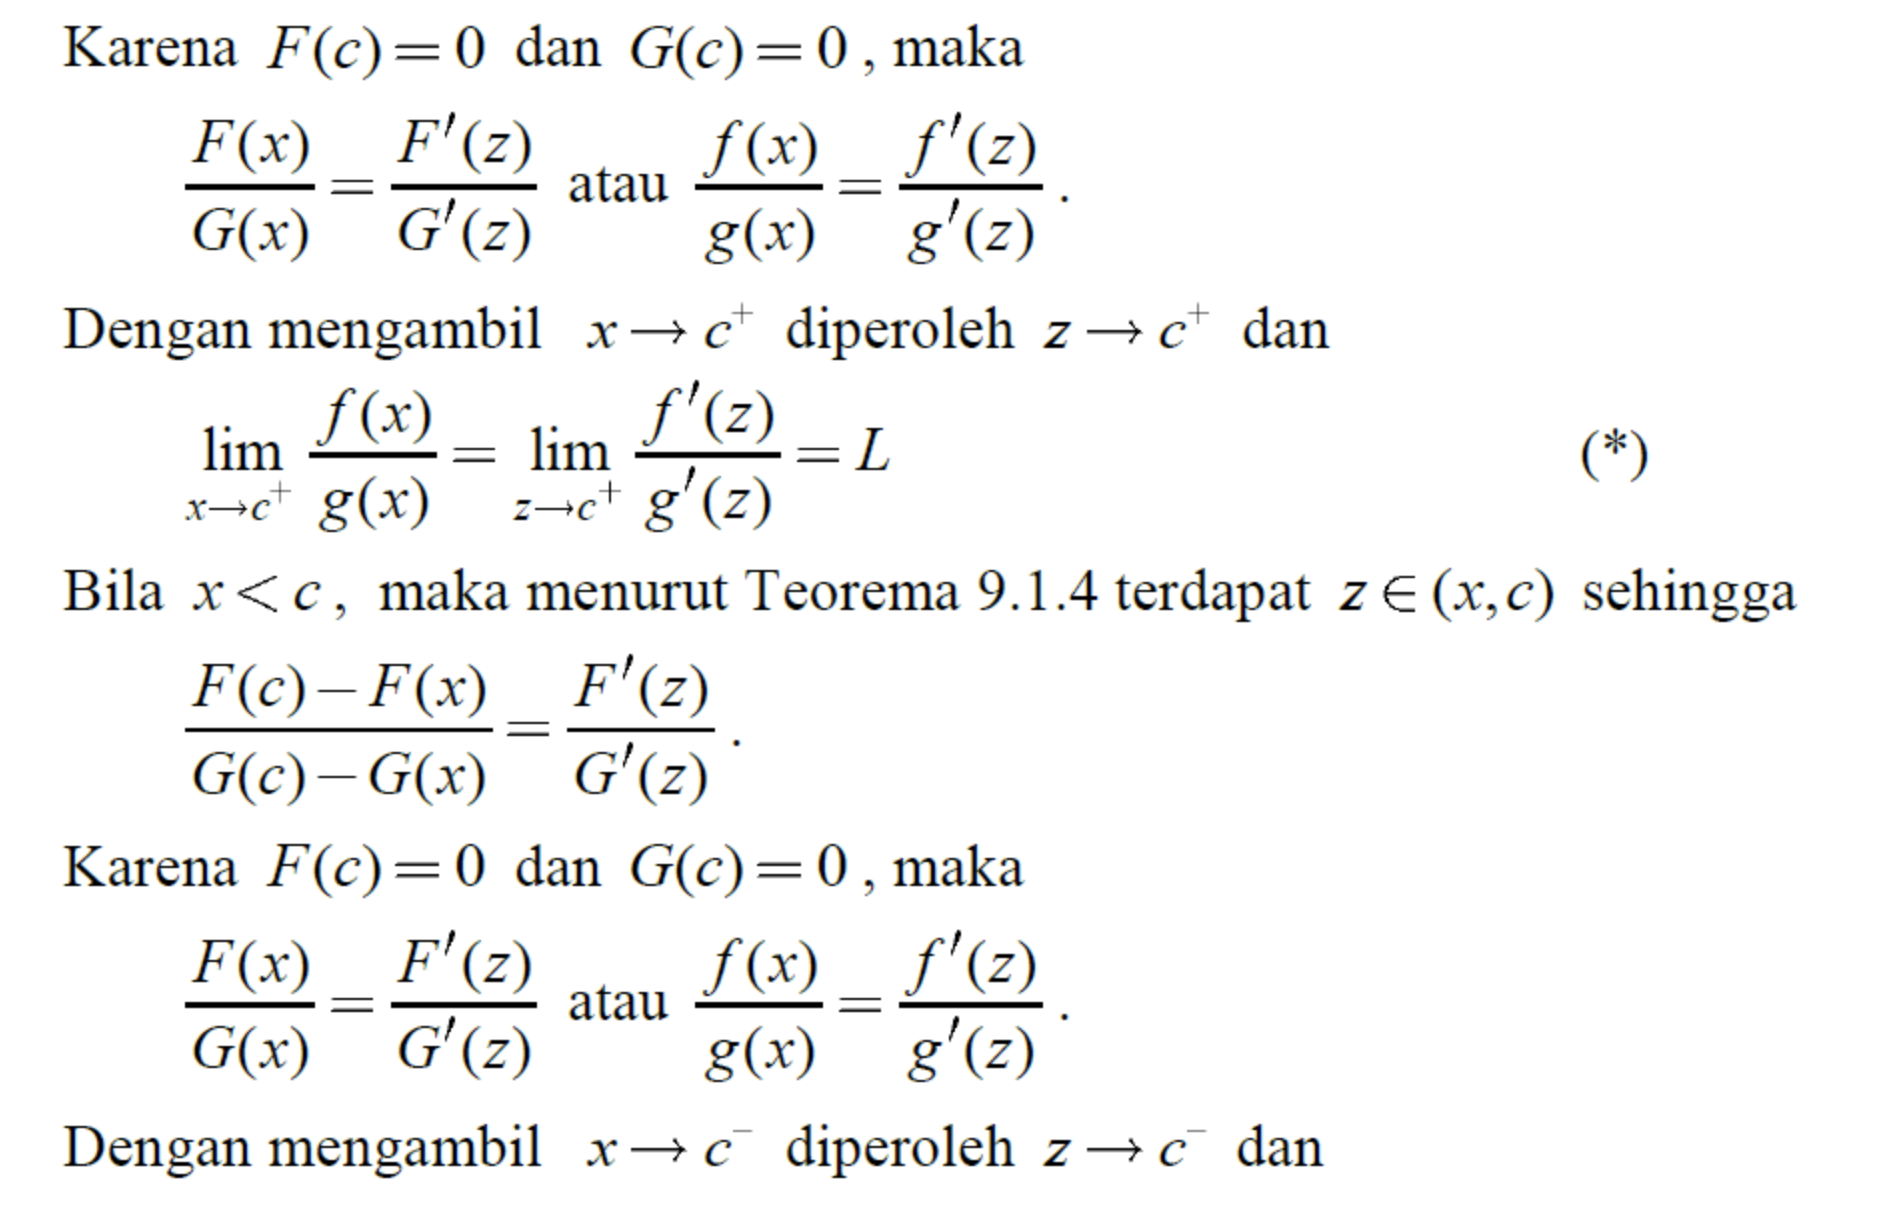 Karena F(c) = 0 dan G(c) = 0 , maka
F(x)/G(x) = F′(z)/G′(z) atau f(x)/g(x) = f′(z)/g′(z) .
Dengan mengambil x → c⁺ diperoleh z → c⁺ dan
lim_{x→c⁺} f(x)/g(x) = lim_{z→c⁺} f′(z)/g′(z) = L (*)
Bila x < c , maka menurut Teorema 9.1.4 terdapat z ∈ (x, c) sehingga
F(c) − F(x)/G(c) − G(x) = F′(z)/G′(z) .
Karena F(c) = 0 dan G(c) = 0 , maka
F(x)/G(x) = F′(z)/G′(z) atau f(x)/g(x) = f′(z)/g′(z) .
Dengan mengambil x → c⁻ diperoleh z → c⁻ dan